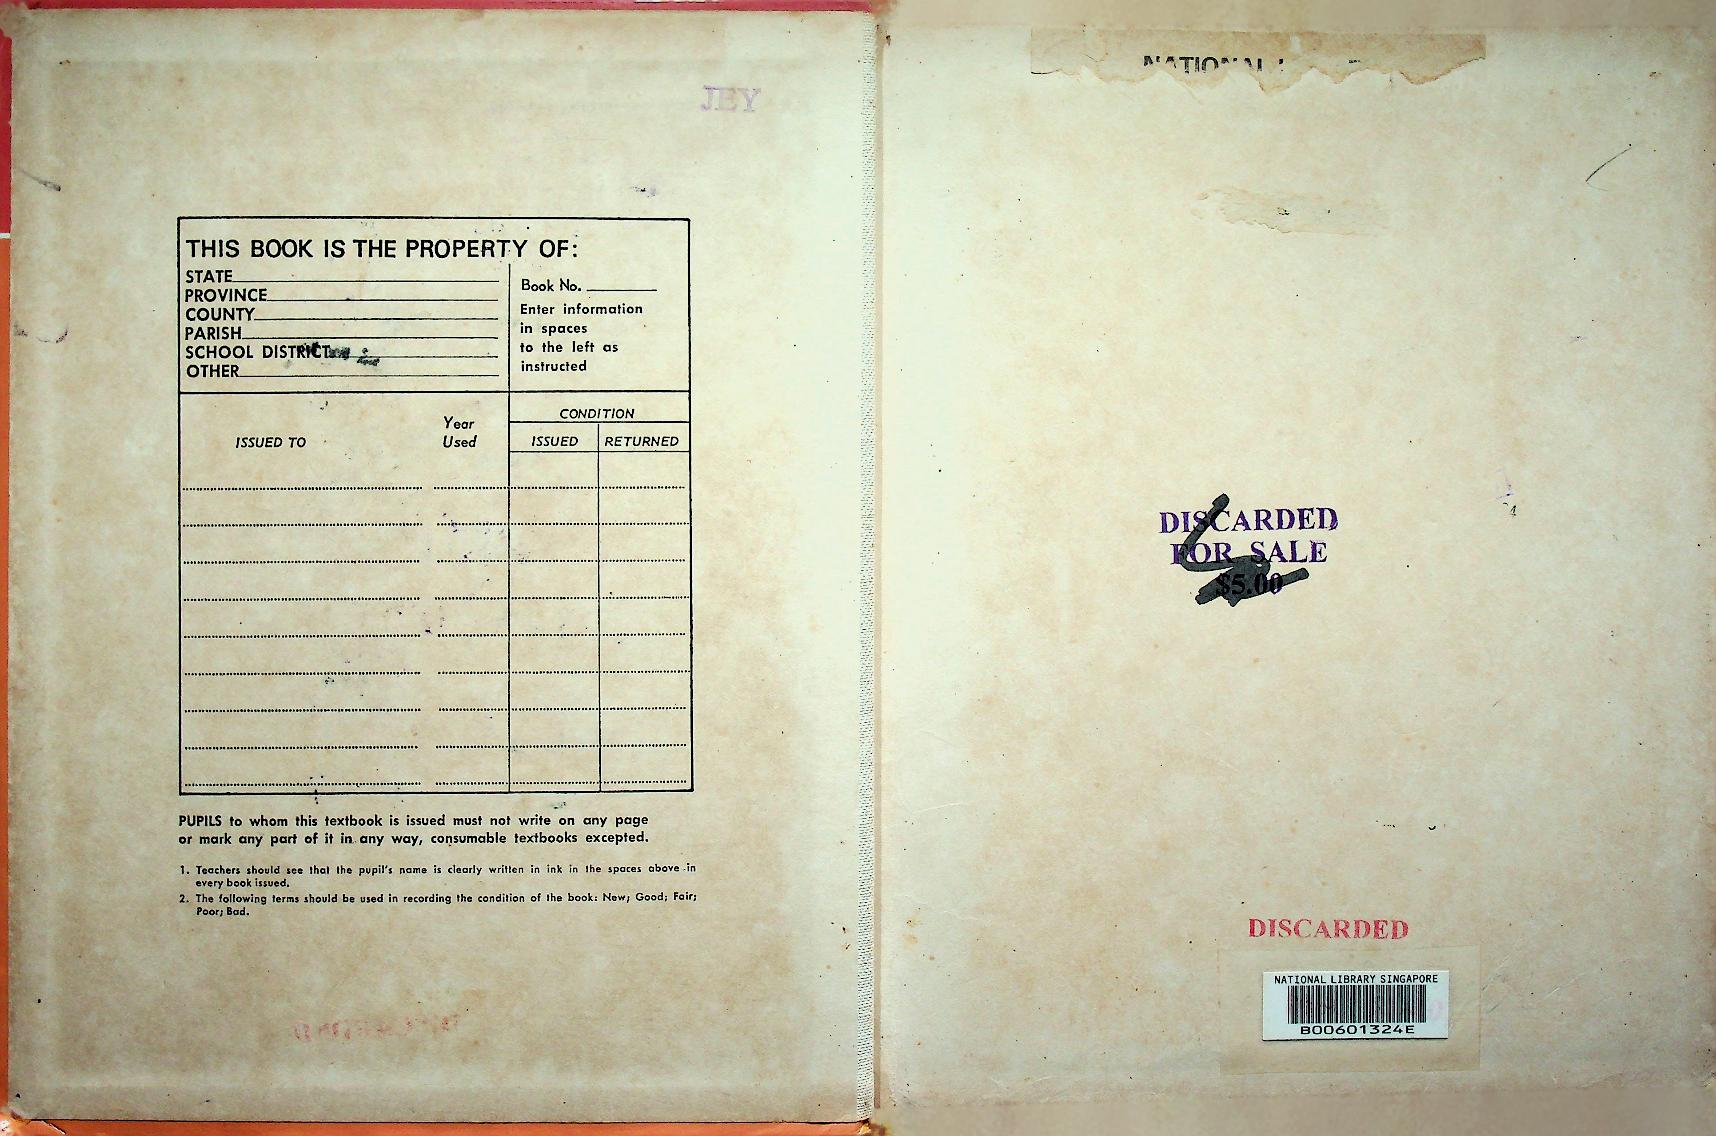 JEY
THIS BOOK IS THE PROPERTY OF:
STATE
PROVINCE
COUNTY
PARISH
SCHOOL DISTRICT
OTHER
Book No.
Enter information
in spaces
to the left as
instructed
ISSUED TO
Year
Used
CONDITION
ISSUED
RETURNED
PUPILS to whom this textbook is issued must not write on any page
or mark any part of it in any way, consumable textbooks excepted.
1. Teachers should see that the pupil's name is clearly written in ink in the spaces above in
every book issued.
2. The following terms should be used in recording the condition of the book: New; Good; Fair;
Poor; Bad.
NATIONAL
DISCARDED
FOR SALE
$5.00
DISCARDED
NATIONAL LIBRARY SINGAPORE
B00601324E